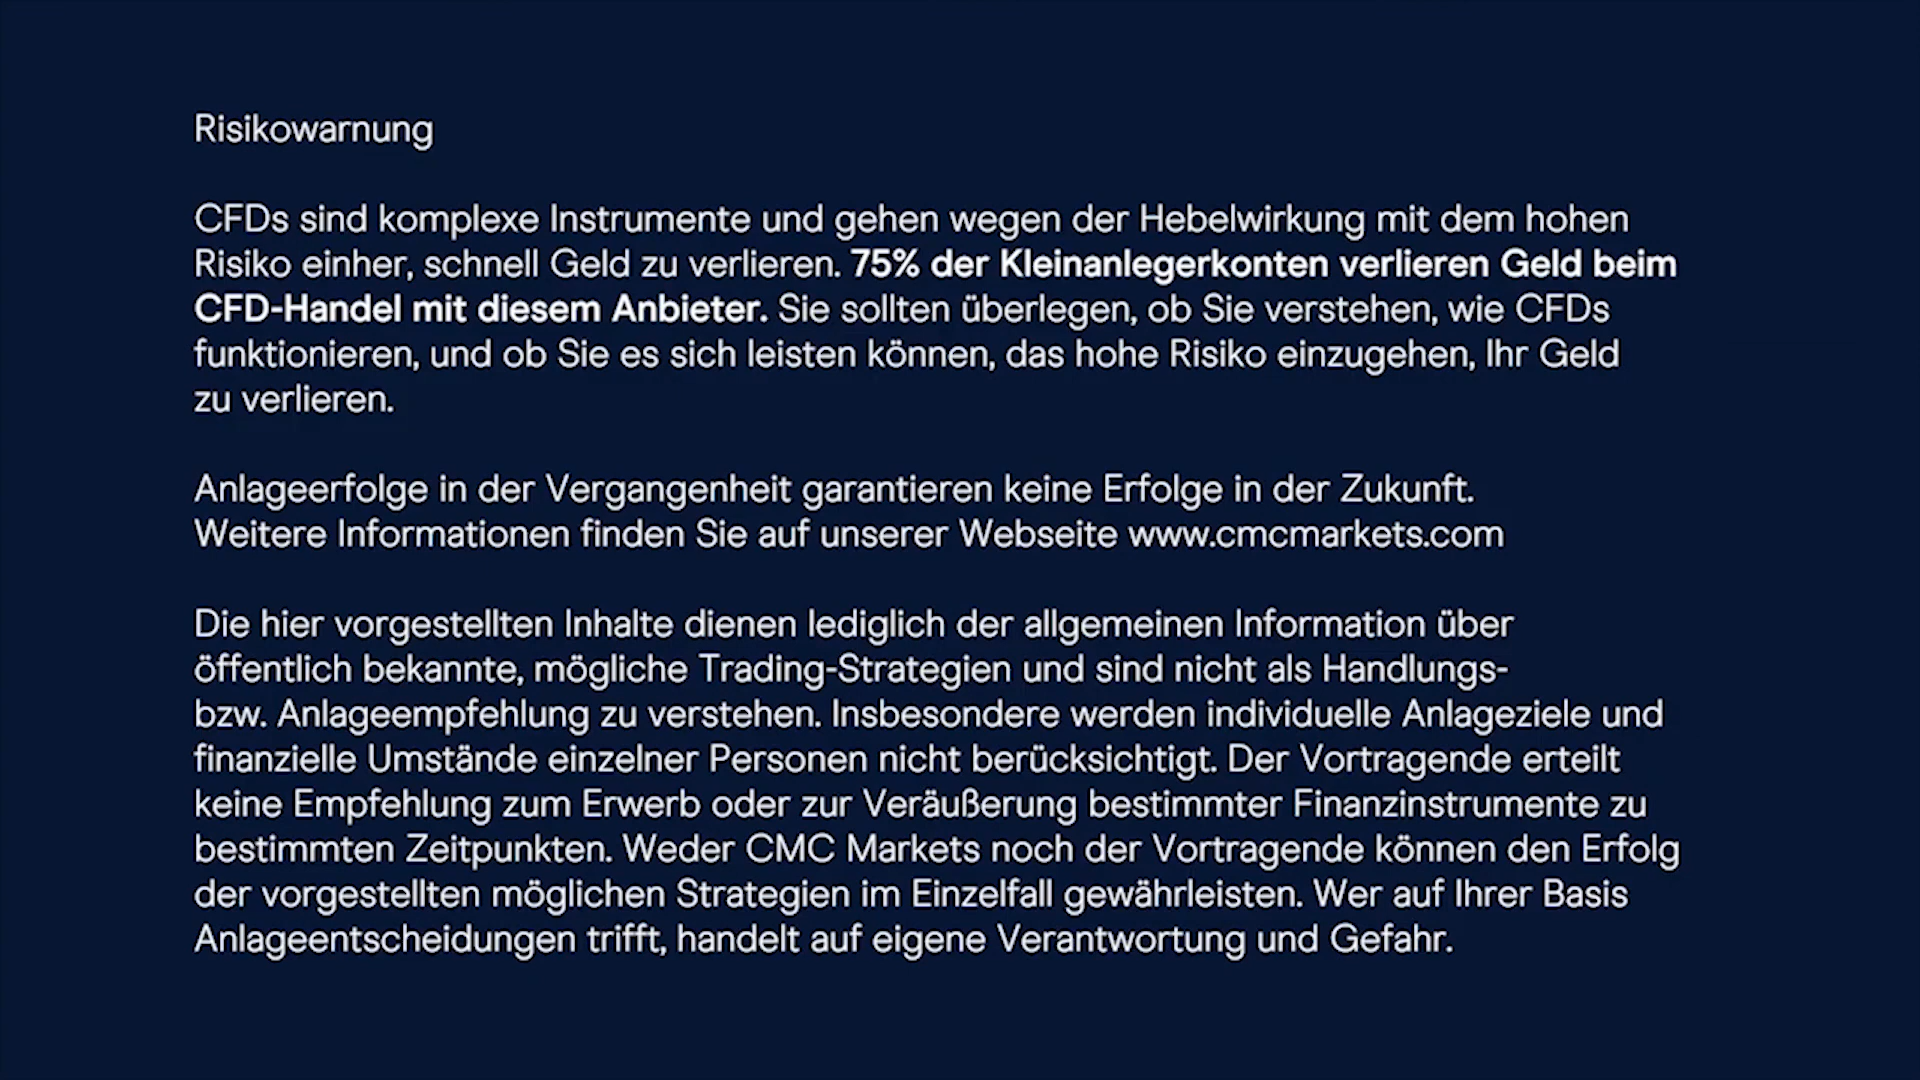 Risikowarnung
CFDs sind komplexe Instrumente und gehen wegen der Hebelwirkung mit dem hohen
Risiko einher, schnell Geld zu verlieren. 75% der Kleinanlegerkonten verlieren Geld beim
CFD-Handel mit diesem Anbieter. Sie sollten überlegen, ob Sie verstehen, wie CFDs
funktionieren, und ob Sie es sich leisten können, das hohe Risiko einzugehen, Ihr Geld
zu verlieren.
Anlageerfolge in der Vergangenheit garantieren keine Erfolge in der Zukunft.
Weitere Informationen finden Sie auf unserer Webseite www.cmcmarkets.com
Die hier vorgestellten Inhalte dienen lediglich der allgemeinen Information über
öffentlich bekannte, mögliche Trading-Strategien und sind nicht als Handlungs-
bzw. Anlageempfehlung zu verstehen. Insbesondere werden individuelle Anlageziele und
finanzielle Umstände einzelner Personen nicht berücksichtigt. Der Vortragende erteilt
keine Empfehlung zum Erwerb oder zur Veräußerung bestimmter Finanzinstrumente zu
bestimmten Zeitpunkten. Weder CMC Markets noch der Vortragende können den Erfolg
der vorgestellten möglichen Strategien im Einzelfall gewährleisten. Wer auf Ihrer Basis
Anlageentscheidungen trifft, handelt auf eigene Verantwortung und Gefahr.